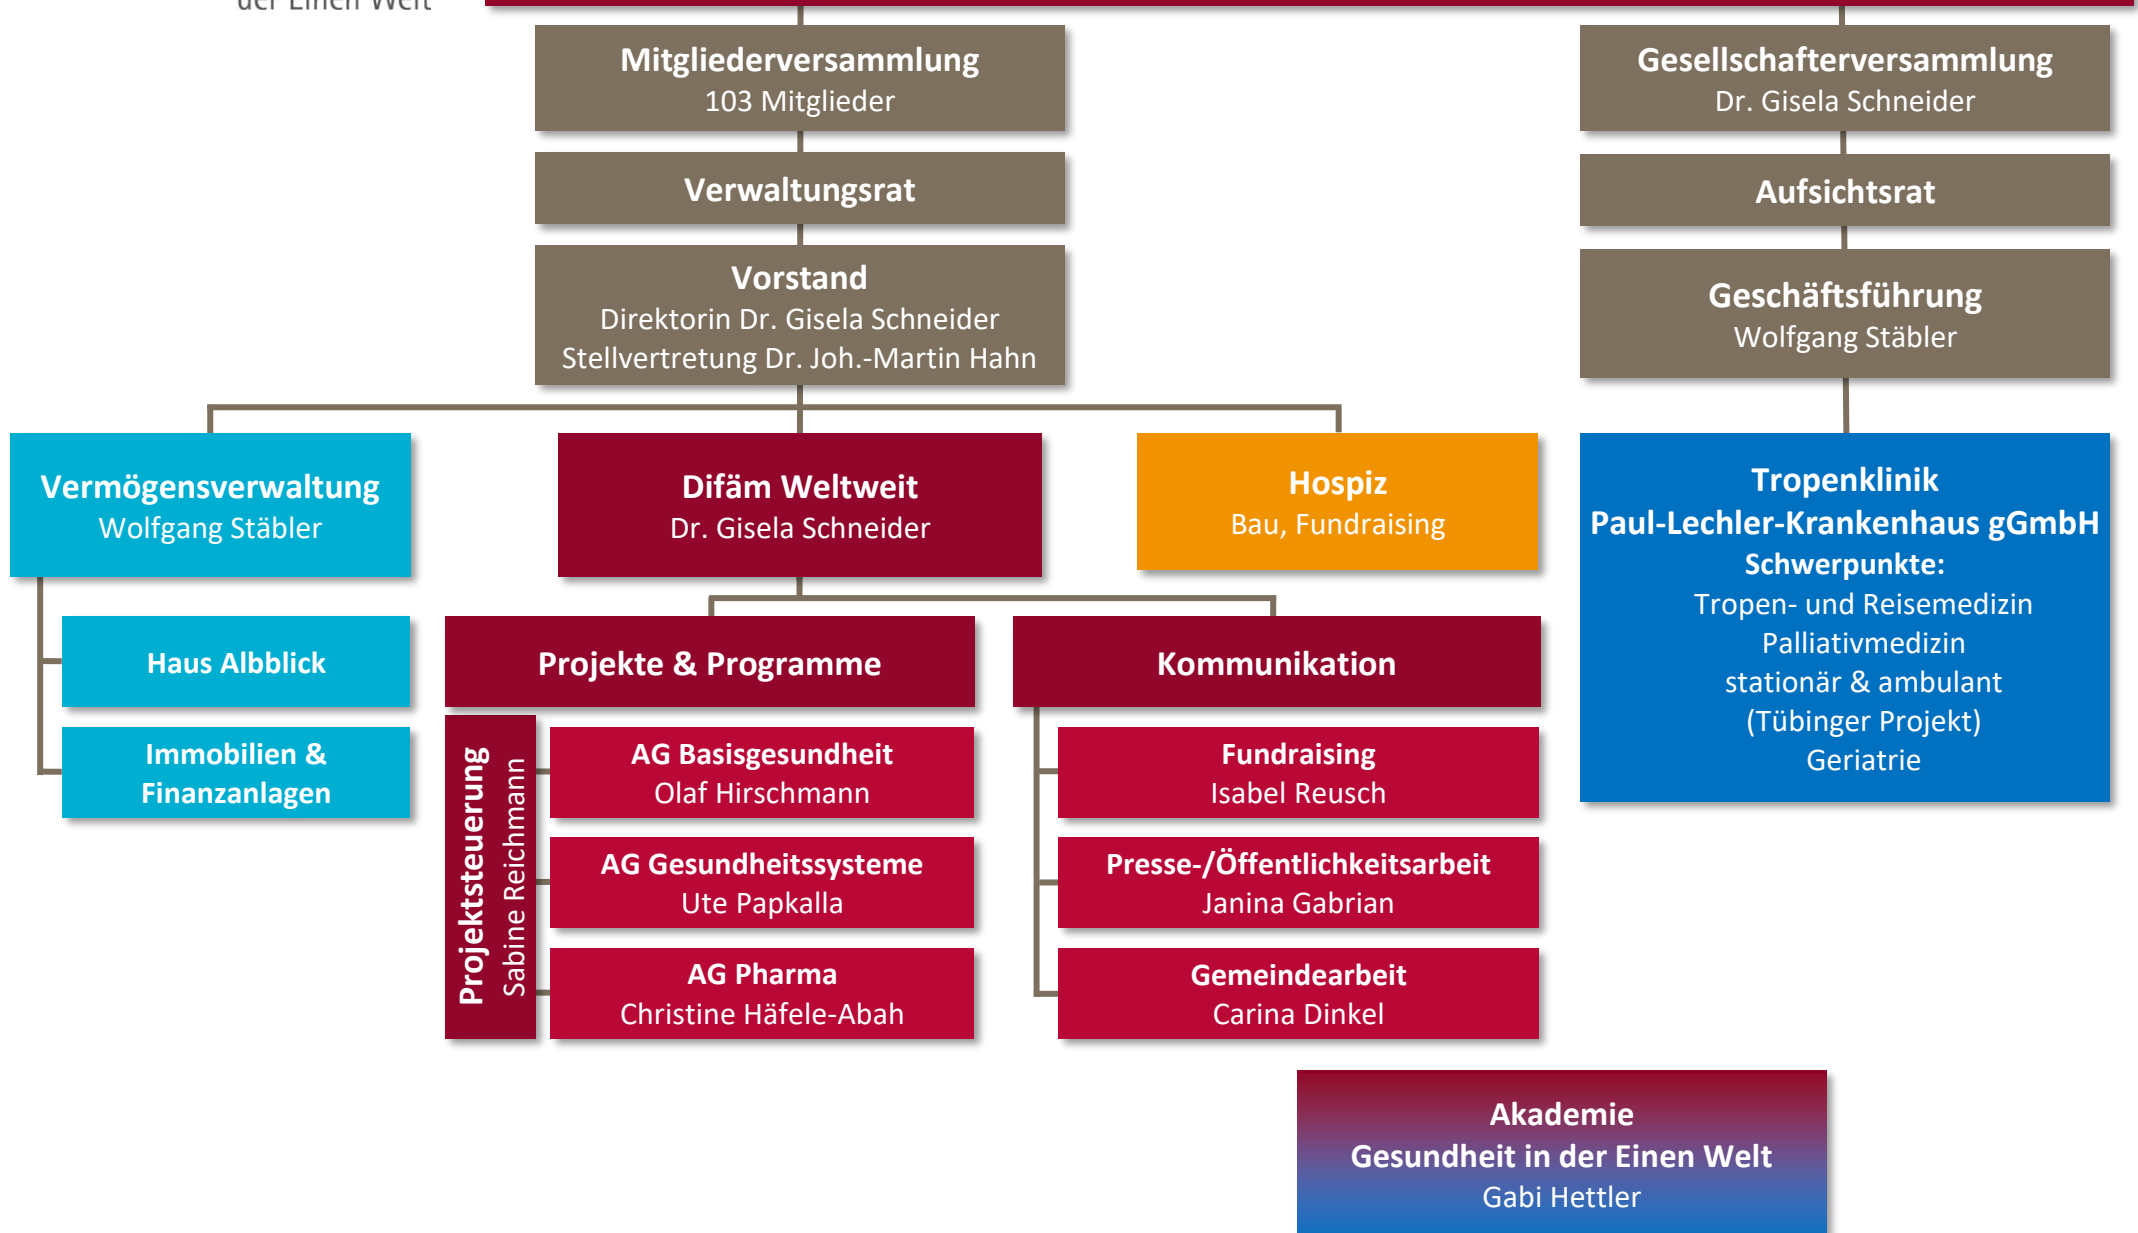 der Einen Welt
Mitgliederversammlung
103 Mitglieder
Gesellschafterversammlung
Dr. Gisela Schneider
Verwaltungsrat
Aufsichtsrat
Vorstand
Direktorin Dr. Gisela Schneider
Stellvertretung Dr. Joh.-Martin Hahn
Geschäftsführung
Wolfgang Stäbler
Vermögensverwaltung
Wolfgang Stäbler
Difäm Weltweit
Dr. Gisela Schneider
Hospiz
Bau, Fundraising
Tropenklinik
Paul-Lechler-Krankenhaus gGmbH
Schwerpunkte:
Tropen- und Reisemedizin
Palliativmedizin
stationär & ambulant
(Tübinger Projekt)
Geriatrie
Haus Albblick
Immobilien &
Finanzanlagen
Projekte & Programme
Projektsteuerung
Sabine Reichmann
AG Basisgesundheit
Olaf Hirschmann
AG Gesundheitssysteme
Ute Papkalla
AG Pharma
Christine Häfele-Abah
Kommunikation
Fundraising
Isabel Reusch
Presse-/Öffentlichkeitsarbeit
Janina Gabrian
Gemeindearbeit
Carina Dinkel
Akademie
Gesundheit in der Einen Welt
Gabi Hettler